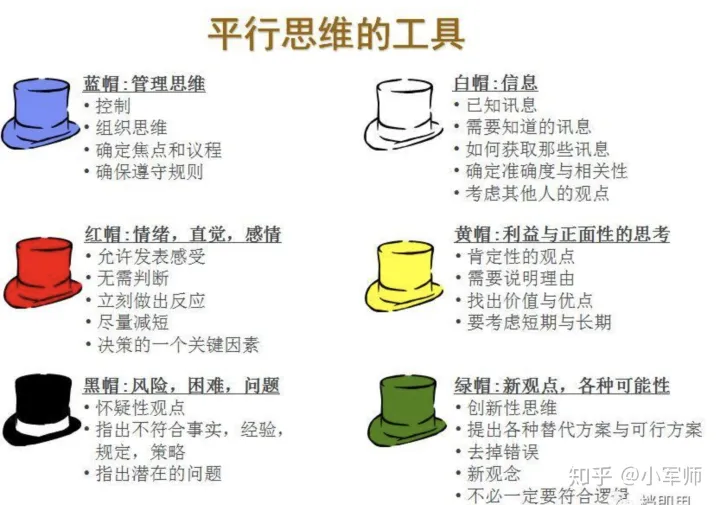 平行思维的工具
蓝帽:管理思维
• 控制
• 组织思维
• 确定焦点和议程
• 确保遵守规则
白帽:信息
• 已知讯息
• 需要知道的讯息
• 如何获取那些讯息
• 确定准确度与相关性
• 考虑其他人的观点
红帽:情绪，直觉，感情
• 允许发表感受
• 无需判断
• 立刻做出反应
• 尽量减短
• 决策的一个关键因素
黄帽:利益与正面性的思考
• 肯定性的观点
• 需要说明理由
• 找出价值与优点
• 要考虑短期与长期
黑帽:风险，困难，问题
• 怀疑性观点
• 指出不符合事实，经验，
规定，策略
• 指出潜在的问题
绿帽:新观点，各种可能性
• 创新性思维
• 提出各种替代方案与可行方案
• 去掉错误
• 新观念
• 不必一定要符合逻辑
知乎 @小军师